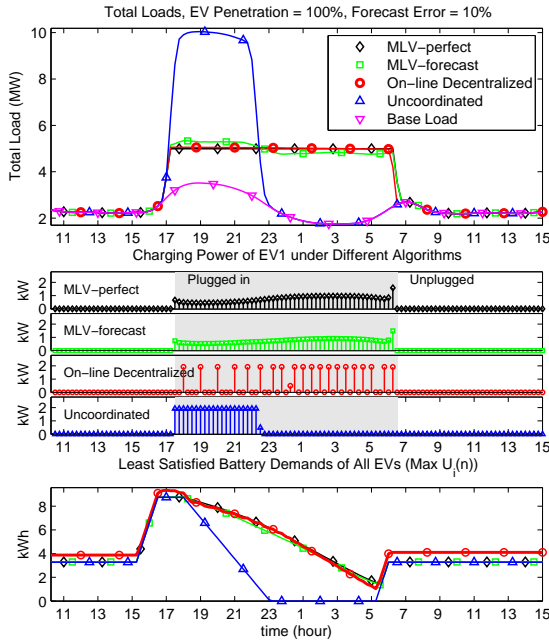 Total Loads, EV Penetration = 100%, Forecast Error = 10%
10
8
6
4
2
Total Load (MW)
MLV−perfect
MLV−forecast
On−line Decentralized
Uncoordinated
Base Load
11 13 15 17 19 21 23 1 3 5 7 9 11 13 15
Charging Power of EV1 under Different Algorithms
kW 2 1 0 MLV−perfect Plugged in Unplugged
kW 2 1 0 MLV−forecast
kW 2 1 0 On−line Decentralized
kW 2 1 0 Uncoordinated
11 13 15 17 19 21 23 1 3 5 7 9 11 13 15
Least Satisfied Battery Demands of All EVs (Max U_i(n))
8
4
0
kWh
11 13 15 17 19 21 23 1 3 5 7 9 11 13 15
time (hour)